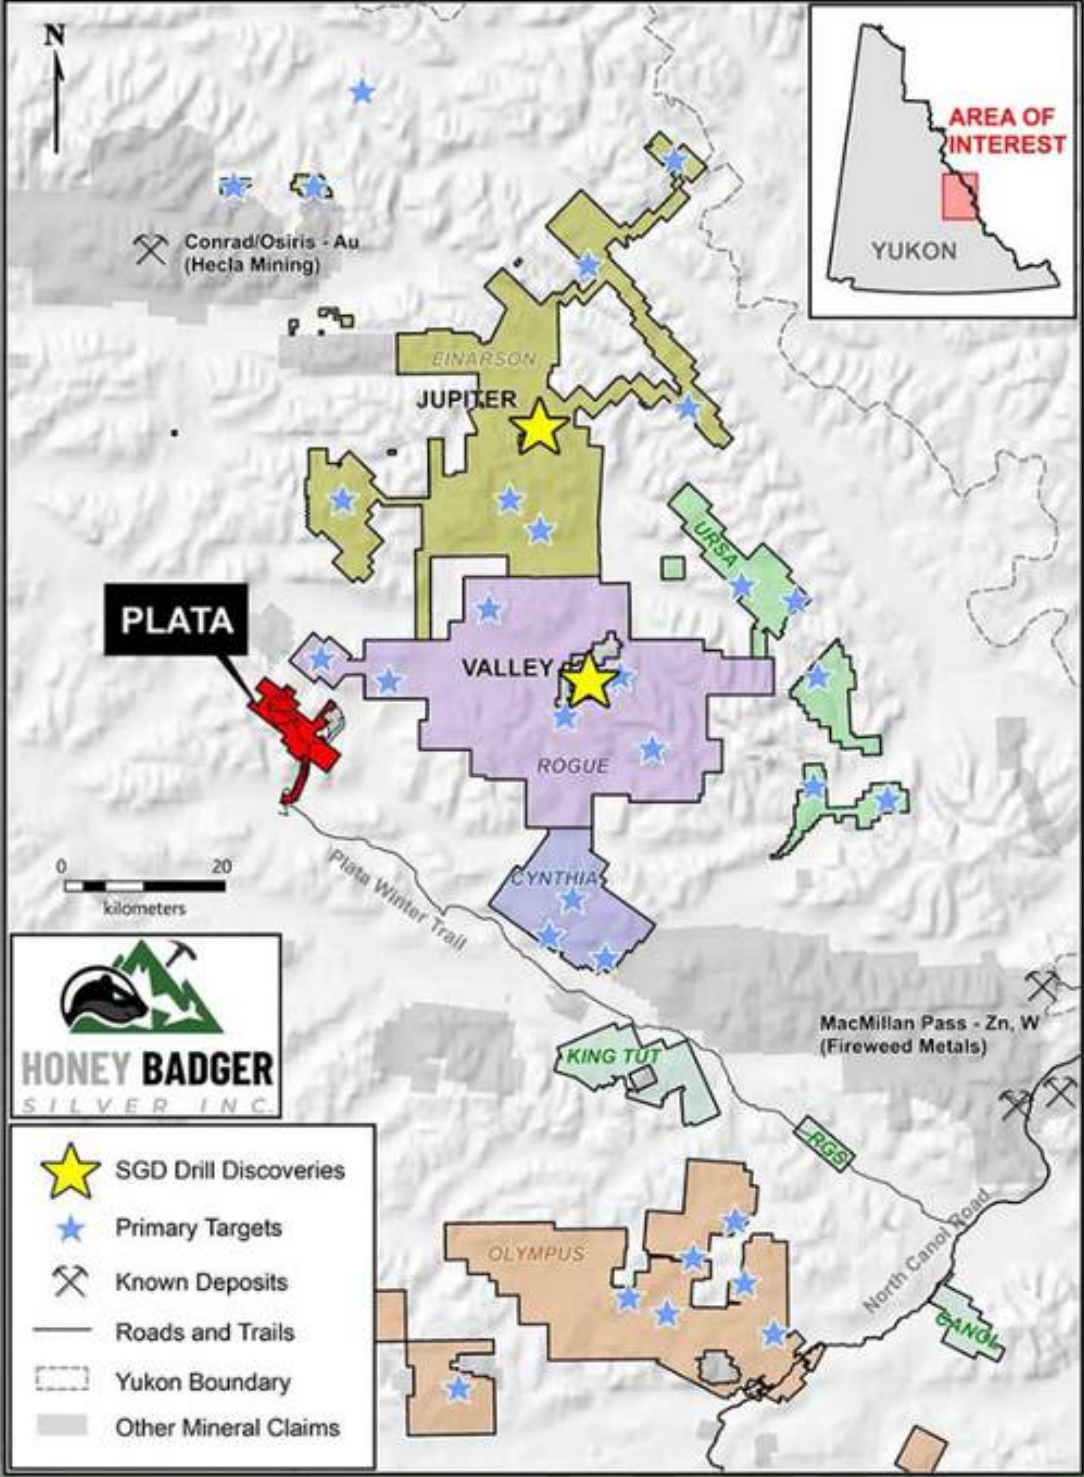 N
AREA OF
INTEREST
YUKON
Conrad/Osiris - Au
(Hecla Mining)
EINARSON
JUPITER
URSA
PLATA
VALLEY
ROGUE
0 20
kilometers
Plata Winter Trail
CYNTHIA
MacMillan Pass - Zn, W
(Fireweed Metals)
KING TUT
RGS
HONEY BADGER
SILVER INC.
North Canol Road
OLYMPUS
CANOL
SGD Drill Discoveries
Primary Targets
Known Deposits
Roads and Trails
Yukon Boundary
Other Mineral Claims